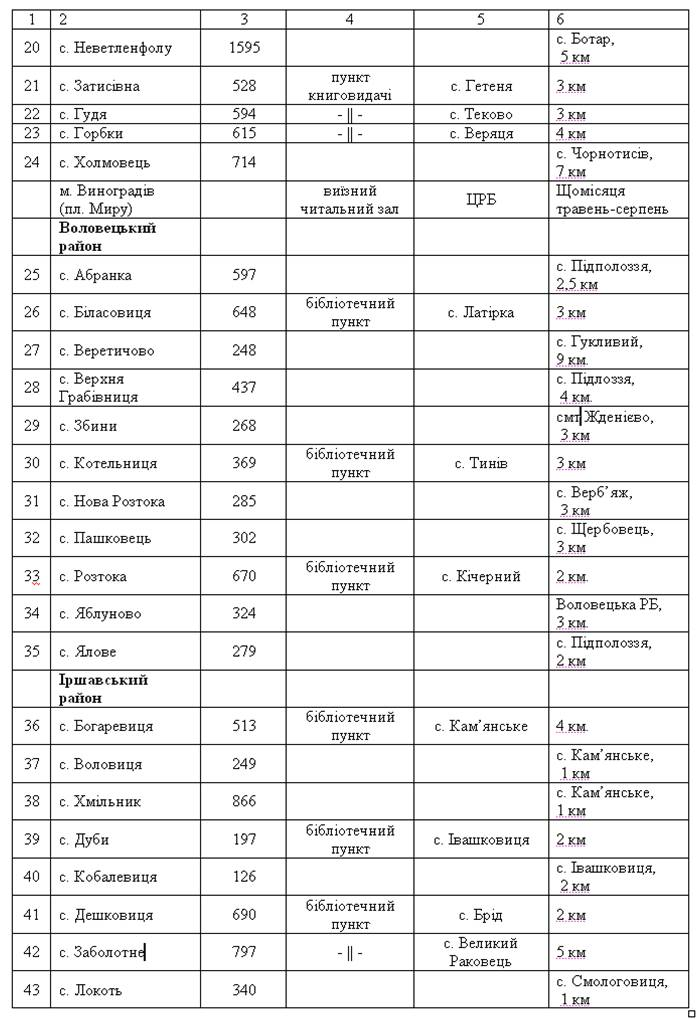 1 2 3 4 5 6
20 с. Неветленфолу 1595 с. Ботар,
5 км
21 с. Затисівна 528 пункт
книговидачі с. Гетеня 3 км
22 с. Гудя 594 - || - с. Теково 3 км
23 с. Горбки 615 - || - с. Веряця 4 км
24 с. Холмовець 714 с. Чорнотисів,
7 км
м. Виноградів
(пл. Миру) виїзний
читальний зал ЦРБ Щомісяця
травень-серпень
Воловецький
район
25 с. Абранка 597 с. Підполоззя,
2,5 км
26 с. Біласовиця 648 бібліотечний
пункт с. Латірка 3 км
27 с. Веретичово 248 с. Гукливий,
9 км.
28 с. Верхня
Грабівниця 437 с. Підлоззя,
4 км.
29 с. Збини 268 смт Жденієво,
3 км
30 с. Котельниця 369 бібліотечний
пункт с. Тинів 3 км
31 с. Нова Розтока 285 с. Верб’яж,
3 км
32 с. Пашковець 302 с. Щербовець,
3 км
33 с. Розтока 670 бібліотечний
пункт с. Кічерний 2 км.
34 с. Яблуново 324 Воловецька РБ,
3 км.
35 с. Ялове 279 с. Підполоззя,
2 км
Іршавський
район
36 с. Богаревиця 513 бібліотечний
пункт с. Кам’янське 4 км.
37 с. Воловиця 249 с. Кам’янське,
1 км
38 с. Хмільник 866 с. Кам’янське,
1 км
39 с. Дуби 197 бібліотечний
пункт с. Івашковиця 2 км
40 с. Кобалевиця 126 с. Івашковиця,
2 км
41 с. Дешковиця 690 бібліотечний
пункт с. Брід 2 км
42 с. Заболотне 797 - || - с. Великий
Раковець 5 км
43 с. Локоть 340 с. Смологовиця,
1 км